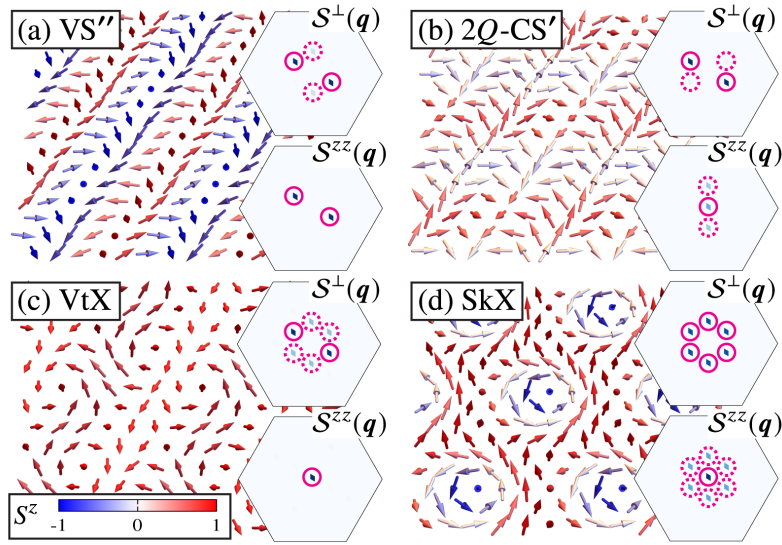 (a) VS″
𝒮⊥(q)
𝒮zz(q)
(b) 2Q-CS′
𝒮⊥(q)
𝒮zz(q)
(c) VtX
𝒮⊥(q)
𝒮zz(q)
Sz
-1 0 1
(d) SkX
𝒮⊥(q)
𝒮zz(q)